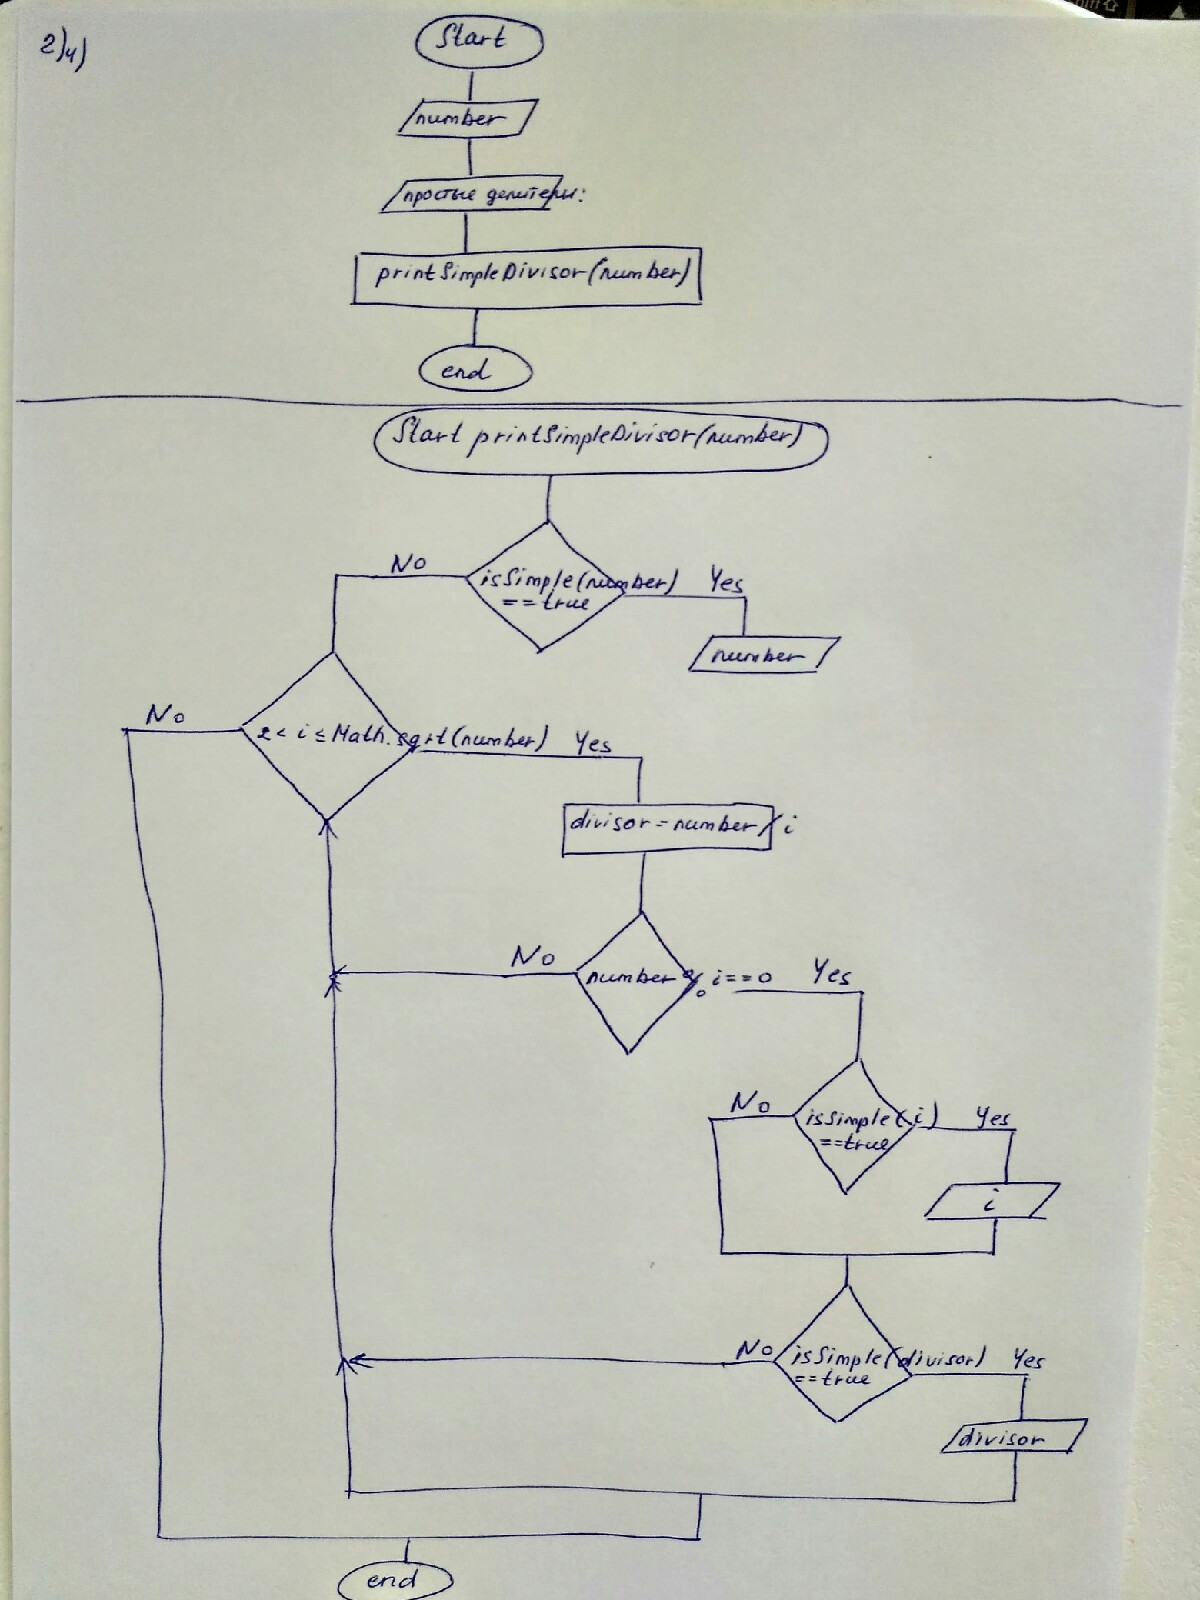 2)4)
Start
number
простые делители:
printSimpleDivisor(number)
end
Start printSimpleDivisor(number)
No
isSimple(number)
==true
Yes
number
No
2 < i ≤ Math.sqrt(number)
Yes
divisor = number / i
No
number % i==0
Yes
No
isSimple(i)
==true
Yes
i
No
isSimple(divisor)
==true
Yes
divisor
end